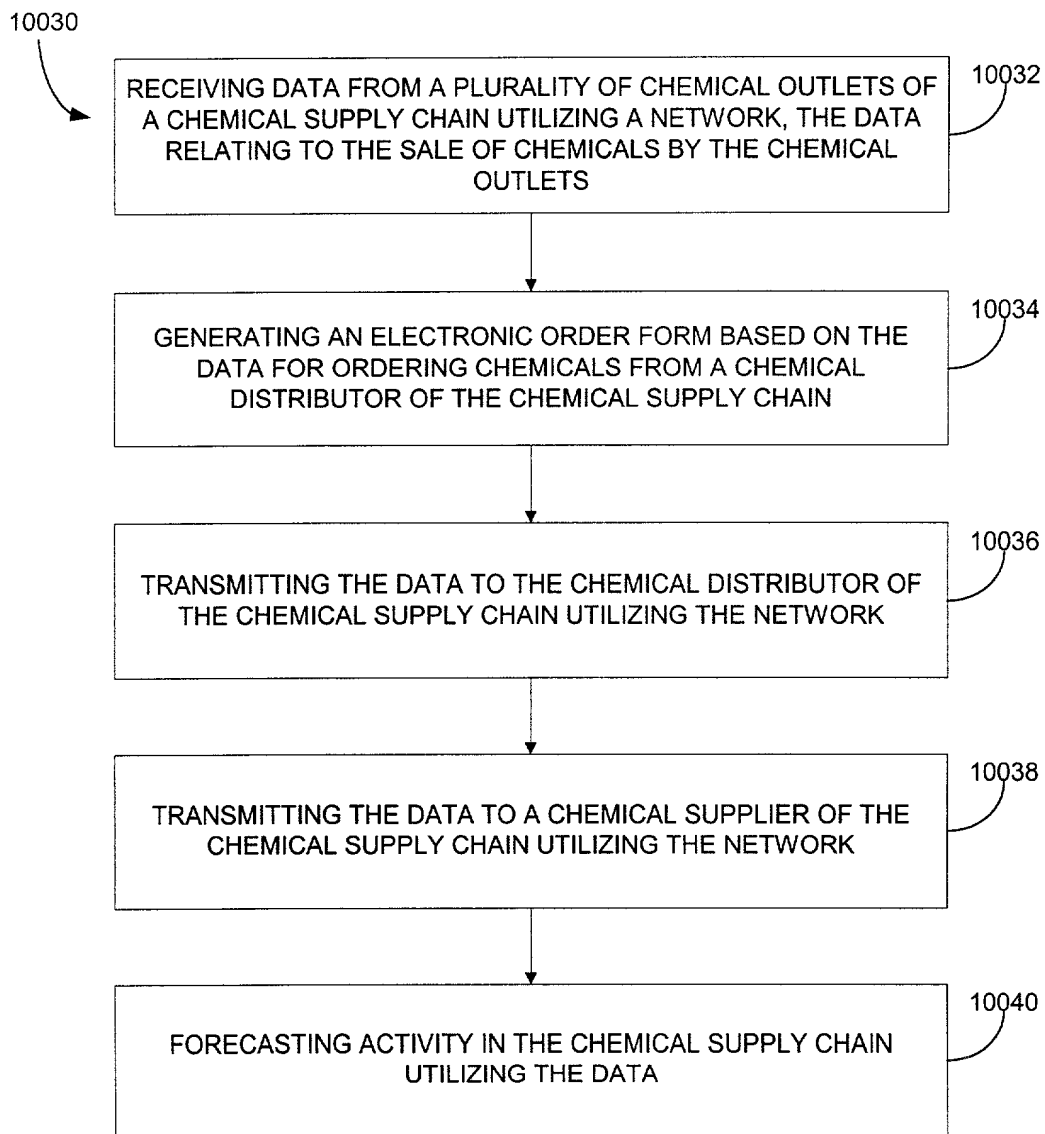 10030
10032
RECEIVING DATA FROM A PLURALITY OF CHEMICAL OUTLETS OF
A CHEMICAL SUPPLY CHAIN UTILIZING A NETWORK, THE DATA
RELATING TO THE SALE OF CHEMICALS BY THE CHEMICAL
OUTLETS
10034
GENERATING AN ELECTRONIC ORDER FORM BASED ON THE
DATA FOR ORDERING CHEMICALS FROM A CHEMICAL
DISTRIBUTOR OF THE CHEMICAL SUPPLY CHAIN
10036
TRANSMITTING THE DATA TO THE CHEMICAL DISTRIBUTOR OF
THE CHEMICAL SUPPLY CHAIN UTILIZING THE NETWORK
10038
TRANSMITTING THE DATA TO A CHEMICAL SUPPLIER OF THE
CHEMICAL SUPPLY CHAIN UTILIZING THE NETWORK
10040
FORECASTING ACTIVITY IN THE CHEMICAL SUPPLY CHAIN
UTILIZING THE DATA